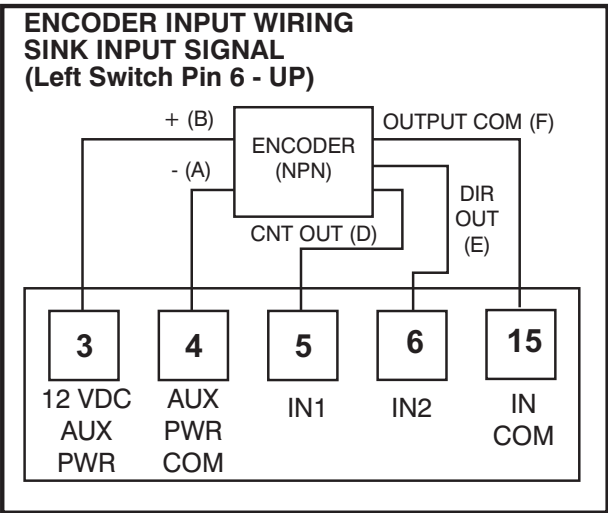 ENCODER INPUT WIRING
SINK INPUT SIGNAL
(Left Switch Pin 6 - UP)
+ (B)
OUTPUT COM (F)
ENCODER
(NPN)
- (A)
DIR
OUT
(E)
CNT OUT (D)
3
4
5
6
15
12 VDC
AUX
PWR
AUX
PWR
COM
IN1
IN2
IN
COM